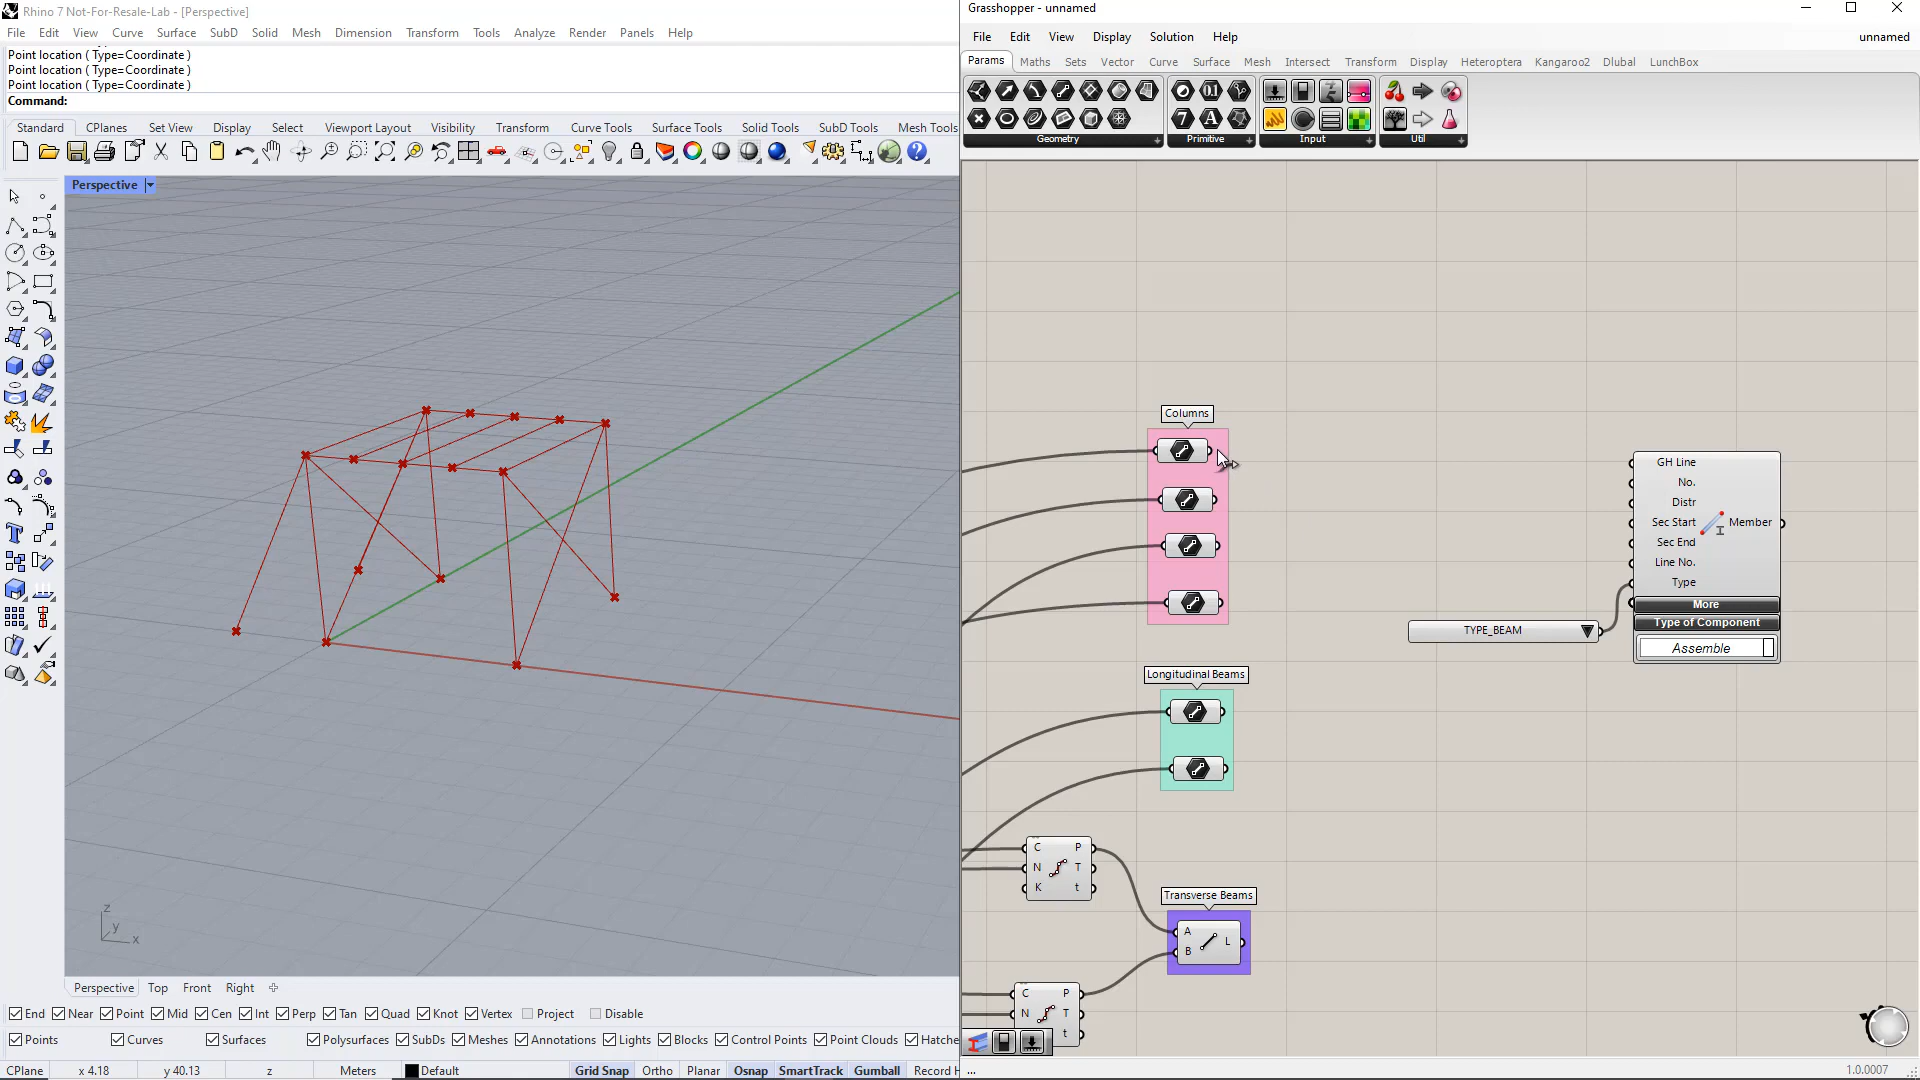 Rhino 7 Not-For-Resale-Lab - [Perspective]
File Edit View Curve Surface SubD Solid Mesh Dimension Transform Tools Analyze Render Panels Help
Point location ( Type=Coordinate )
Point location ( Type=Coordinate )
Point location ( Type=Coordinate )
Command:
Standard CPlanes Set View Display Select Viewport Layout Visibility Transform Curve Tools Surface Tools Solid Tools SubD Tools Mesh Tools
Perspective
z
y
x
Perspective Top Front Right
End Near Point Mid Cen Int Perp Tan Quad Knot Vertex Project Disable
Points Curves Surfaces Polysurfaces SubDs Meshes Annotations Lights Blocks Control Points Point Clouds Hatche
CPlane x 4.18 y 40.13 z Meters Default Grid Snap Ortho Planar Osnap SmartTrack Gumball Record H
Grasshopper - unnamed
File Edit View Display Solution Help unnamed
Params Maths Sets Vector Curve Surface Mesh Intersect Transform Display Heteroptera Kangaroo2 Dlubal LunchBox
Geometry Primitive Input Util
Columns
GH Line
No.
Distr
Sec Start Member
Sec End
Line No.
Type
More
Type of Component
Assemble
TYPE_BEAM
Longitudinal Beams
C P
N T
K t
Transverse Beams
A
L
B
C P
N T
t
... 1.0.0007